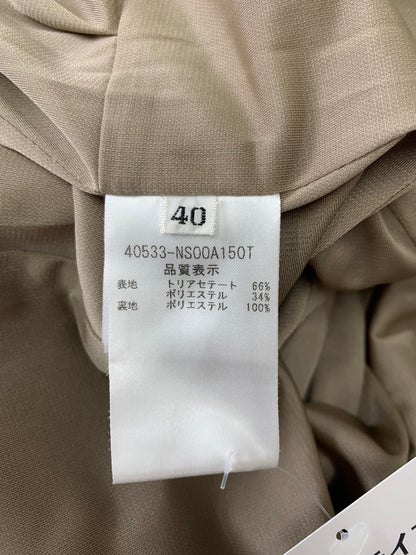 40
40533-NS00A150T
品質表示
表地 トリアセテート 66%
ポリエステル 34%
裏地 ポリエステル 100%